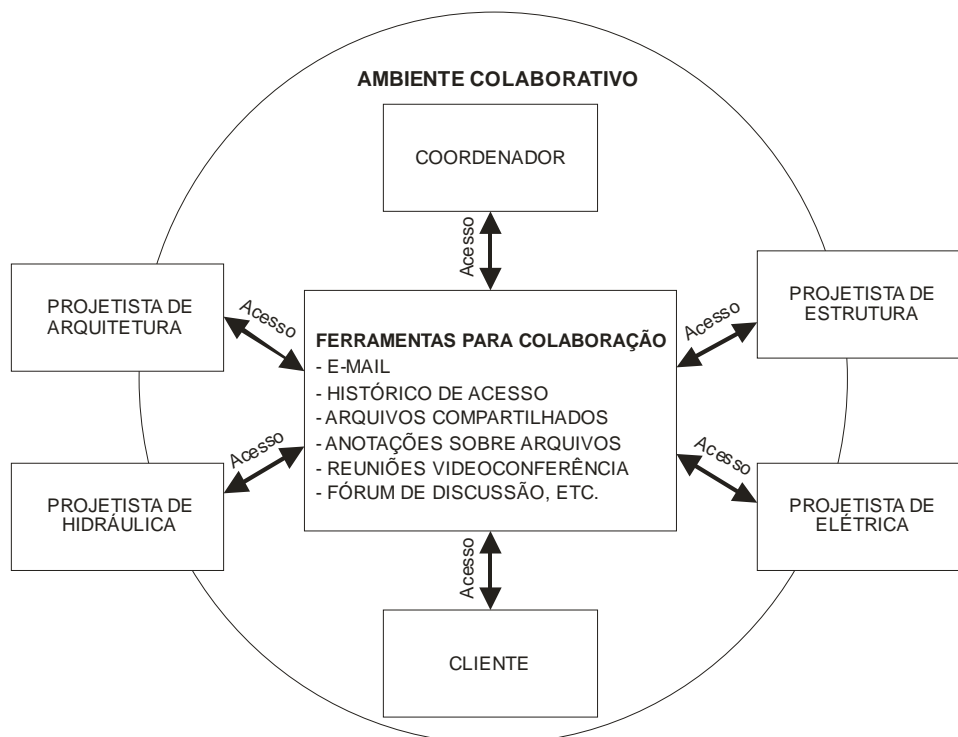 AMBIENTE COLABORATIVO
COORDENADOR
Acesso
PROJETISTA DE
ARQUITETURA
Acesso
PROJETISTA DE
ESTRUTURA
Acesso
FERRAMENTAS PARA COLABORAÇÃO
- E-MAIL
- HISTÓRICO DE ACESSO
- ARQUIVOS COMPARTILHADOS
- ANOTAÇÕES SOBRE ARQUIVOS
- REUNIÕES VIDEOCONFERÊNCIA
- FÓRUM DE DISCUSSÃO, ETC.
PROJETISTA DE
HIDRÁULICA
Acesso
PROJETISTA DE
ELÉTRICA
Acesso
Acesso
CLIENTE